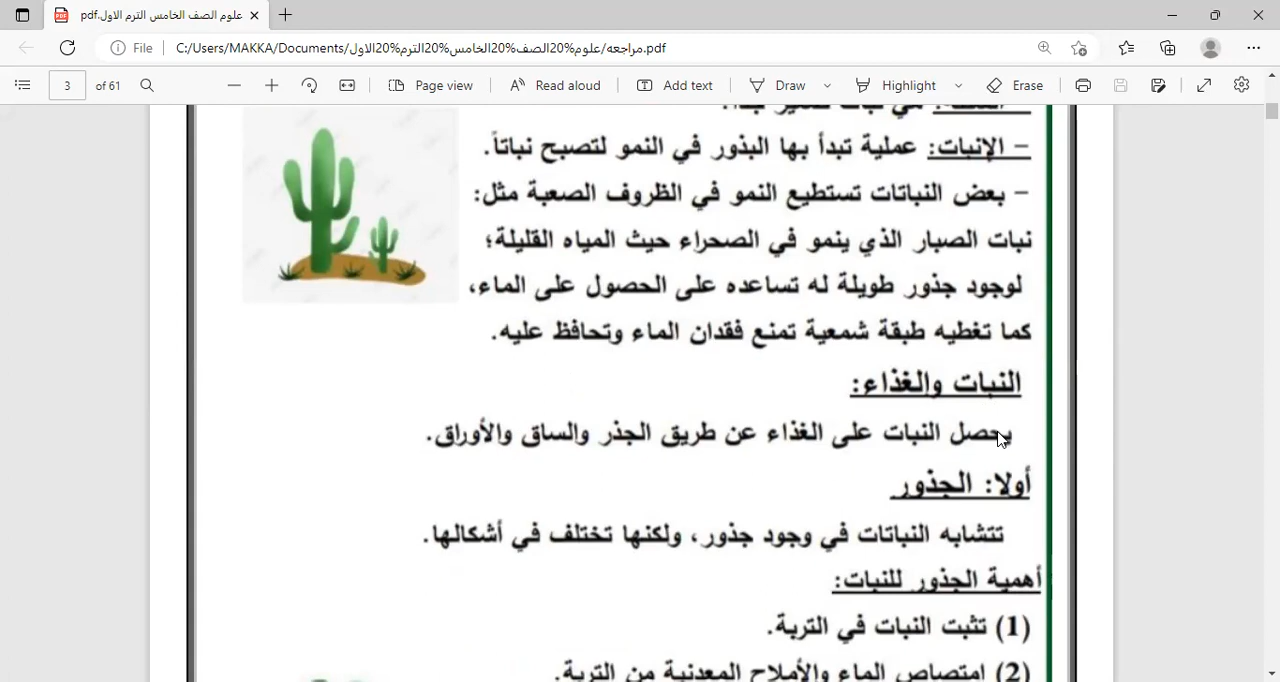 علوم الصف الخامس الترم الاول.pdf
File
C:/Users/MAKKA/Documents/مراجعه/علوم%20الصف%20الخامس%20الترم%20الاول.pdf
3 of 61
Page view
Read aloud
Add text
Draw
Highlight
Erase
– الإنبات: عملية تبدأ بها البذور في النمو لتصبح نباتاً.
– بعض النباتات تستطيع النمو في الظروف الصعبة مثل:
نبات الصبار الذي ينمو في الصحراء حيث المياه القليلة؛
لوجود جذور طويلة له تساعده على الحصول على الماء،
كما تغطيه طبقة شمعية تمنع فقدان الماء وتحافظ عليه.
النبات والغذاء:
يحصل النبات على الغذاء عن طريق الجذر والساق والأوراق.
أولا: الجذور
تتشابه النباتات في وجود جذور، ولكنها تختلف في أشكالها.
أهمية الجذور للنبات:
(1) تثبت النبات في التربة.
(2) امتصاص الماء والأملاح المعدنية من التربة.